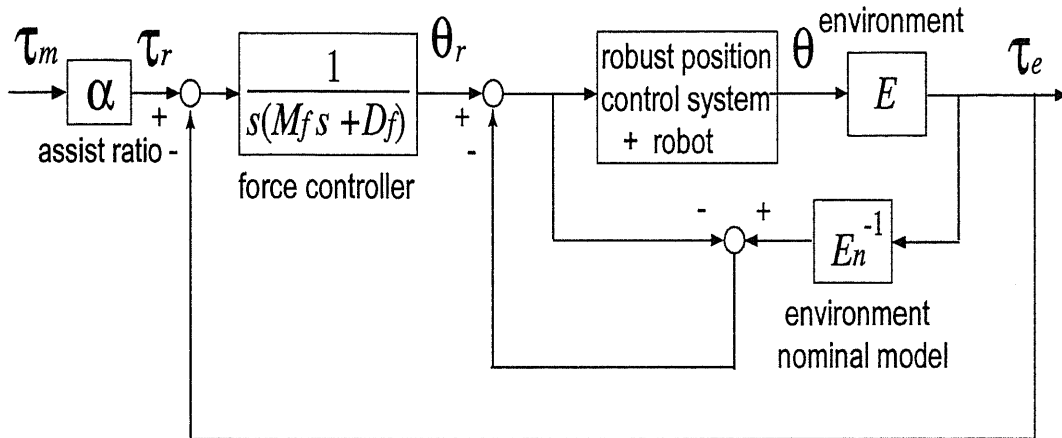 τm
α
assist ratio
τr
+
-
1
s(Mf s + Df)
force controller
θr
+
-
robust position
control system
+ robot
θ
environment
E
τe
-
+
En^-1
environment
nominal model